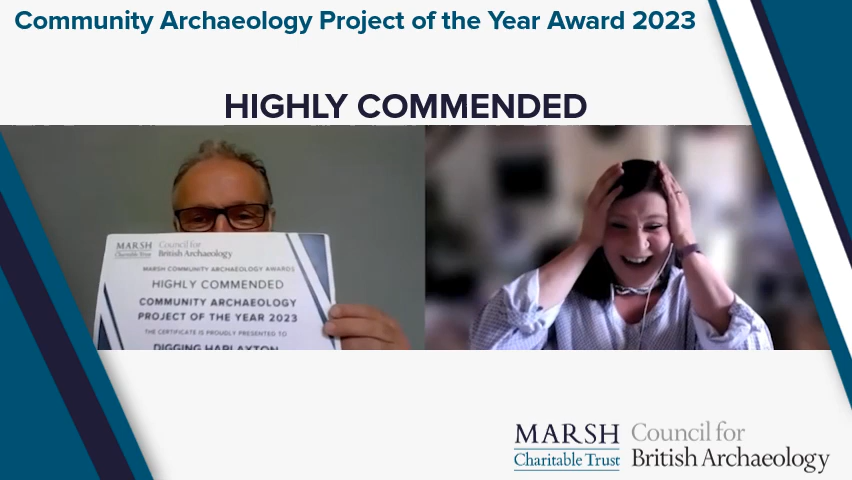 Community Archaeology Project of the Year Award 2023
HIGHLY COMMENDED
MARSH
Charitable Trust
Council for
British Archaeology
MARSH COMMUNITY ARCHAEOLOGY AWARDS
HIGHLY COMMENDED
COMMUNITY ARCHAEOLOGY
PROJECT OF THE YEAR 2023
THE CERTIFICATE IS PROUDLY PRESENTED TO
DIGGING HARLAXTON
MARSH
Charitable Trust
Council for
British Archaeology